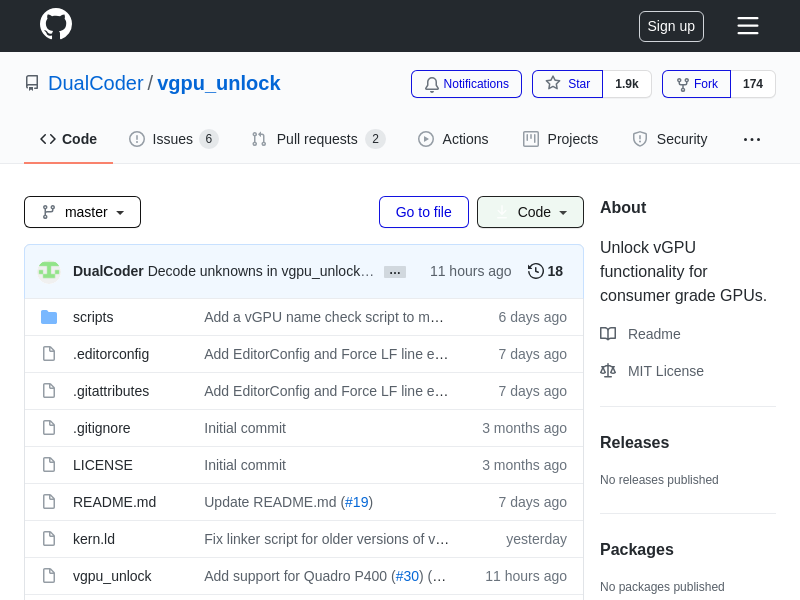 Sign up
DualCoder / vgpu_unlock
Notifications
Star 1.9k
Fork 174
Code
Issues 6
Pull requests 2
Actions
Projects
Security
master
Go to file
Code
DualCoder Decode unknowns in vgpu_unlock… … 11 hours ago 18
scripts Add a vGPU name check script to m… 6 days ago
.editorconfig Add EditorConfig and Force LF line e… 7 days ago
.gitattributes Add EditorConfig and Force LF line e… 7 days ago
.gitignore Initial commit 3 months ago
LICENSE Initial commit 3 months ago
README.md Update README.md (#19) 7 days ago
kern.ld Fix linker script for older versions of v… yesterday
vgpu_unlock Add support for Quadro P400 (#30) (… 11 hours ago
About
Unlock vGPU
functionality for
consumer grade GPUs.
Readme
MIT License
Releases
No releases published
Packages
No packages published